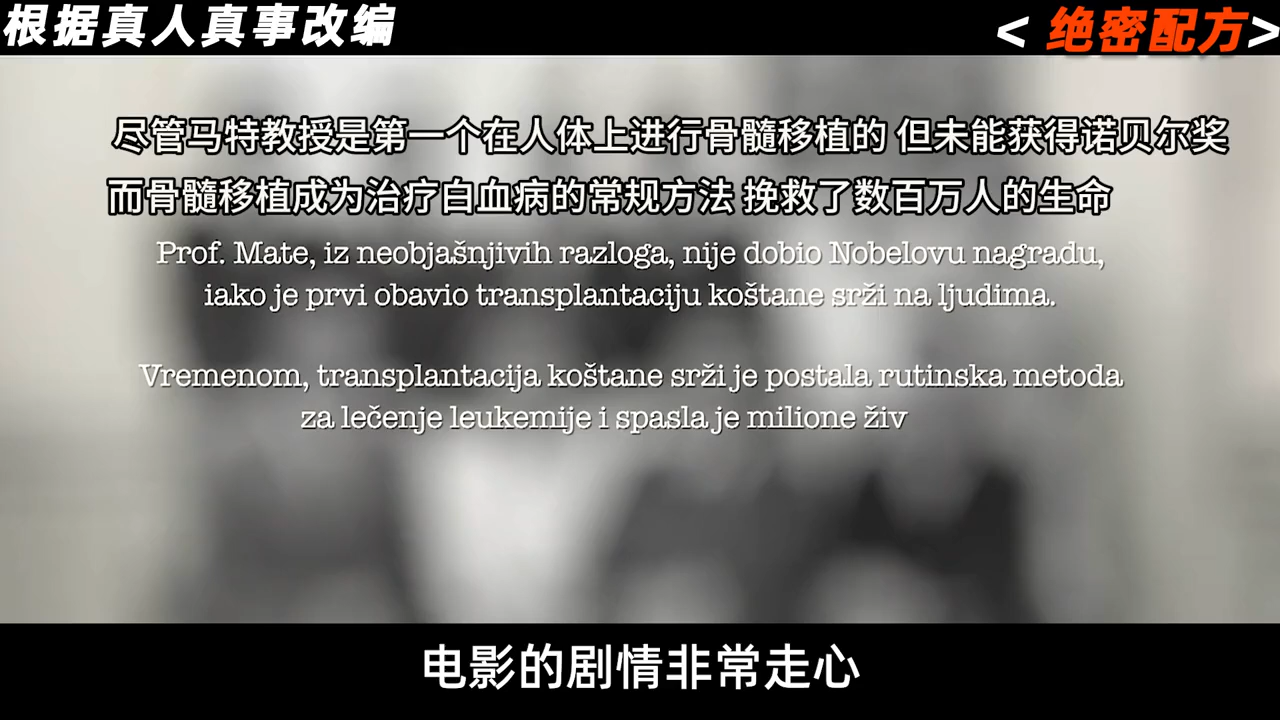 根据真人真事改编
<绝密配方>
尽管马特教授是第一个在人体上进行骨髓移植的 但未能获得诺贝尔奖
而骨髓移植成为治疗白血病的常规方法 挽救了数百万人的生命
Prof. Mate, iz neobjašnjivih razloga, nije dobio Nobelovu nagradu,
iako je prvi obavio transplantaciju koštane srži na ljudima.
Vremenom, transplantacija koštane srži je postala rutinska metoda
za lečenje leukemije i spasla je milione živ
电影的剧情非常走心